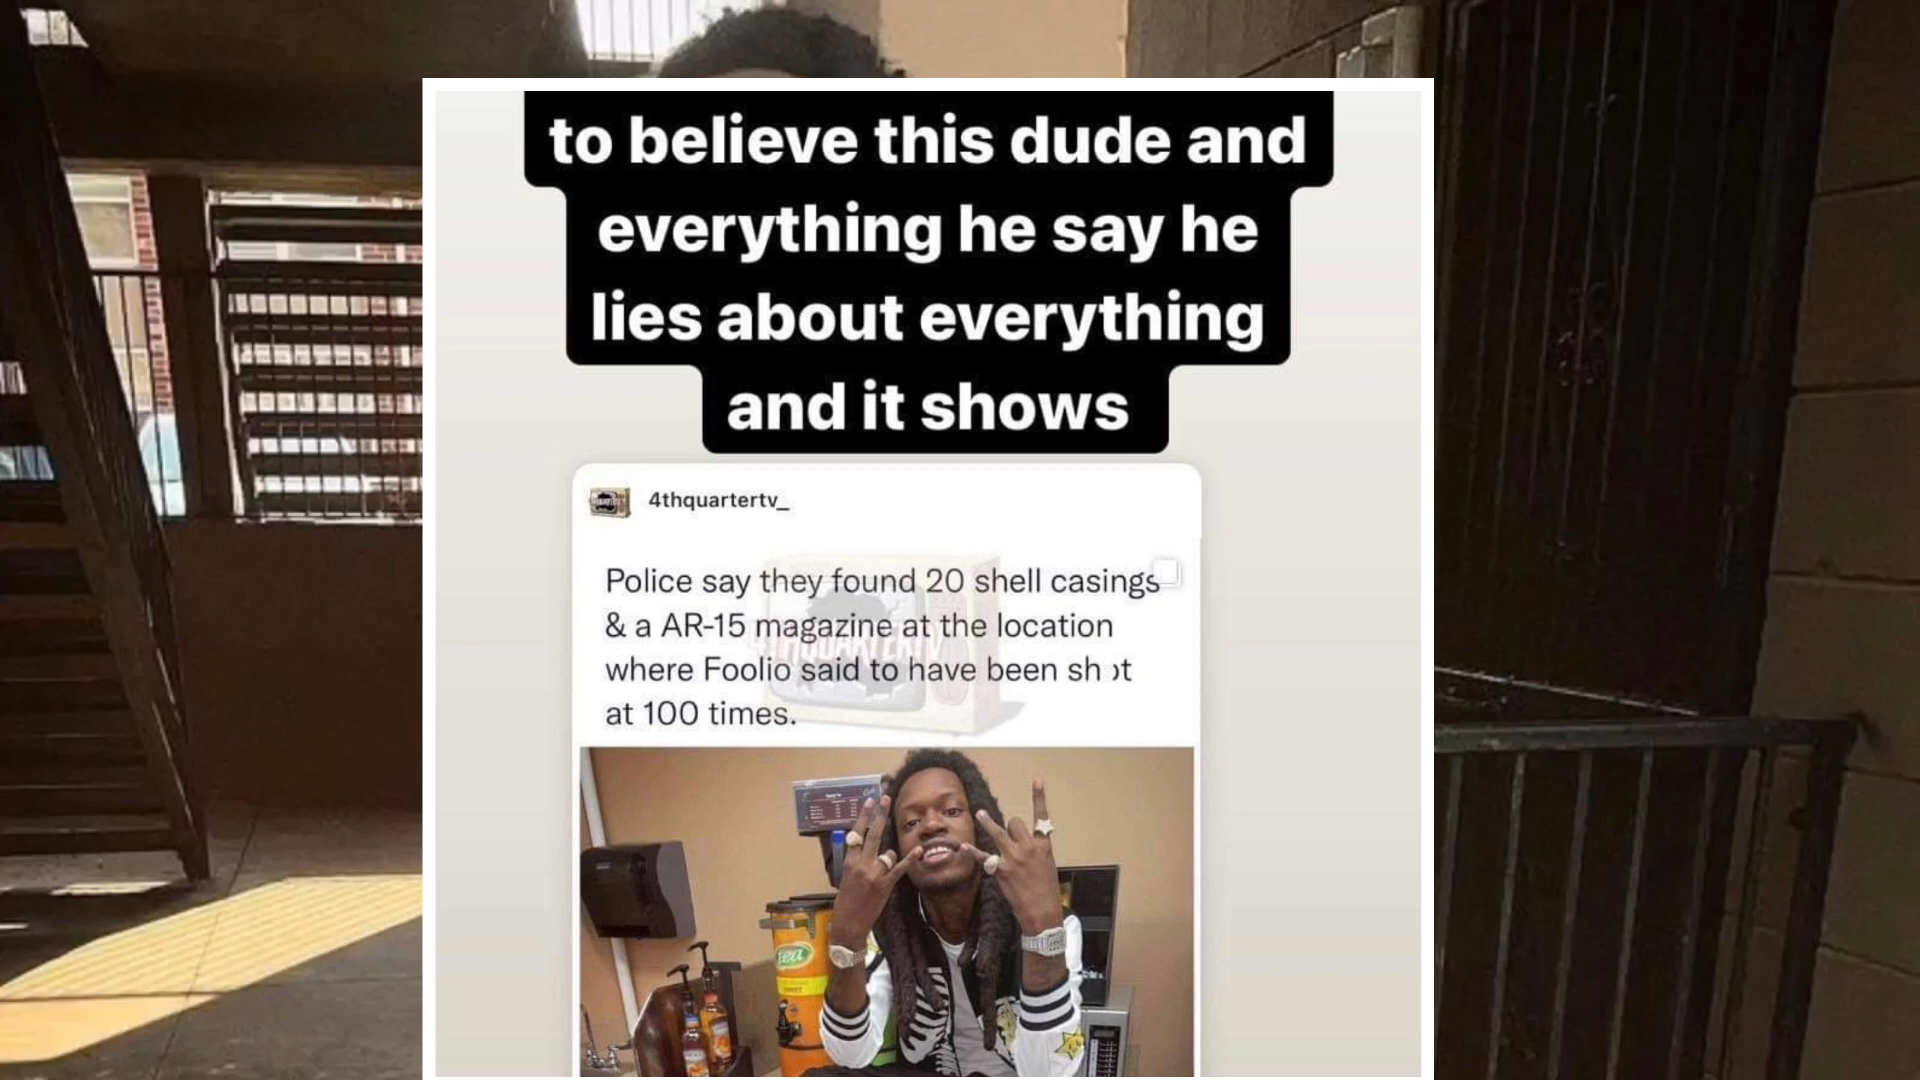 to believe this dude and
everything he say he
lies about everything
and it shows
4thquartertv_
Police say they found 20 shell casings
& a AR-15 magazine at the location
where Foolio said to have been sh ot
at 100 times.